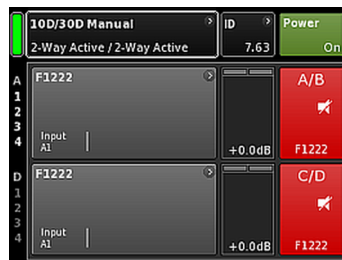 10D/30D Manual
2-Way Active / 2-Way Active
ID
7.63
Power
On
A
1
2
3
4
F1222
Input
A1
+0.0dB
A/B
F1222
D
1
2
3
4
F1222
Input
A1
+0.0dB
C/D
F1222